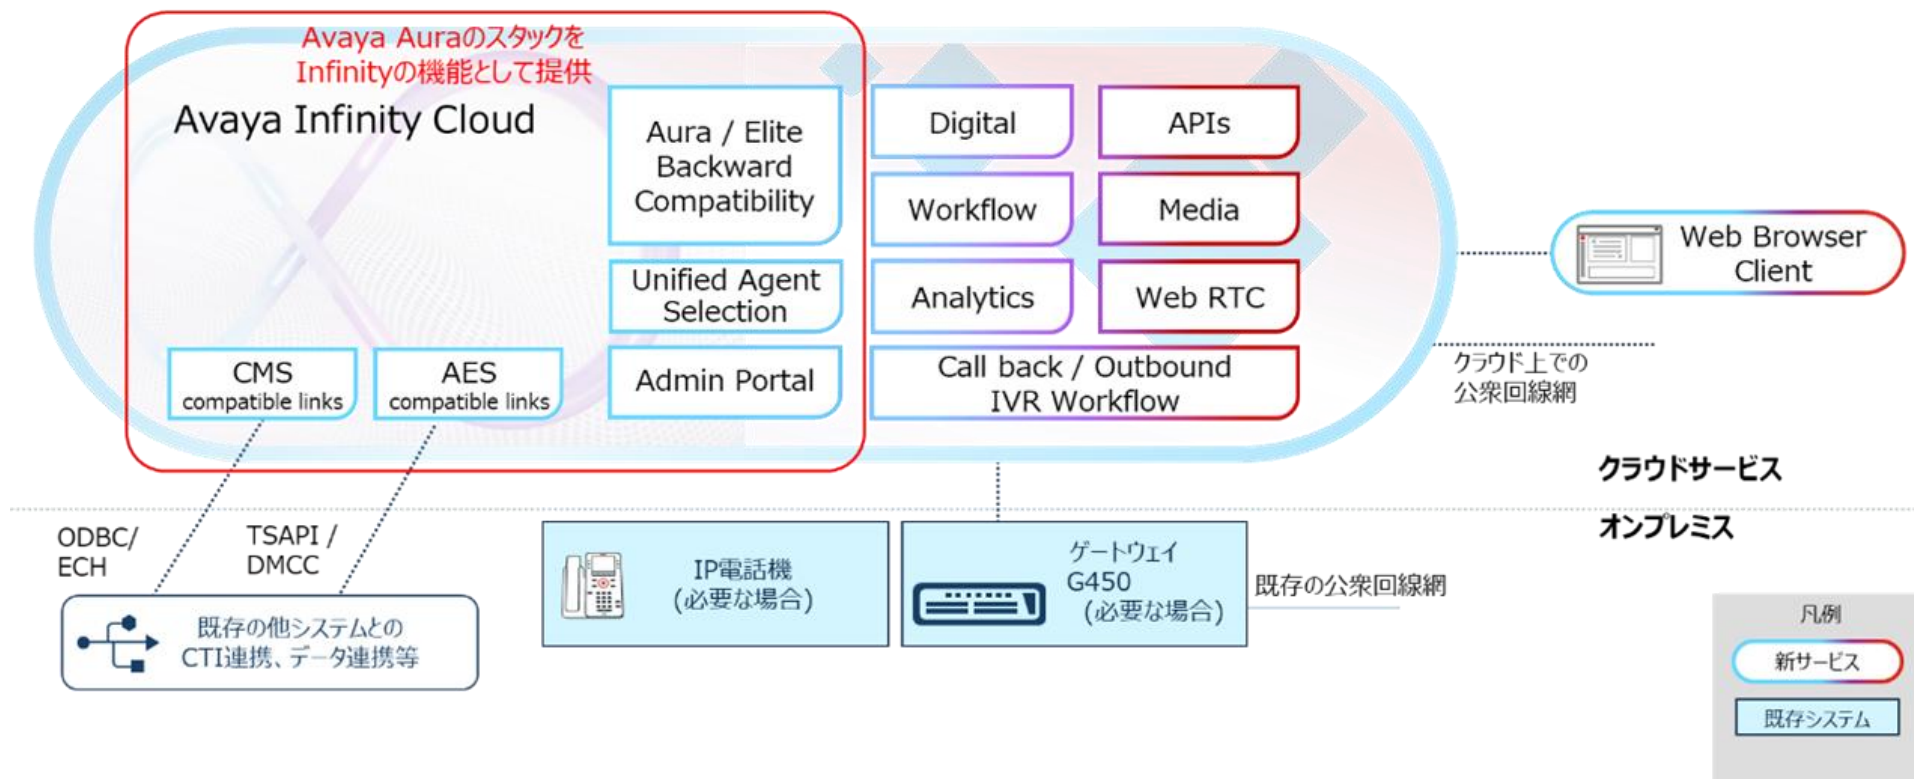 Avaya Auraのスタックを
Infinityの機能として提供
Avaya Infinity Cloud
Aura / Elite
Backward
Compatibility
Unified Agent
Selection
Admin Portal
CMS
compatible links
AES
compatible links
Digital
APIs
Workflow
Media
Analytics
Web RTC
Call back / Outbound
IVR Workflow
Web Browser
Client
クラウド上での
公衆回線網
クラウドサービス
オンプレミス
ODBC/
ECH
TSAPI /
DMCC
既存の他システムとの
CTI連携、データ連携等
IP電話機
(必要な場合)
ゲートウェイ
G450
(必要な場合)
既存の公衆回線網
凡例
新サービス
既存システム